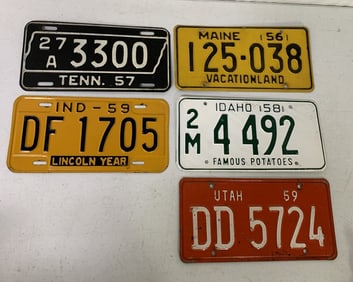 27
A 3300
TENN. 57
MAINE 56
125·038
VACATIONLAND
IND - 59
DF 1705
LINCOLN YEAR
IDAHO 58
2
M 4 492
FAMOUS POTATOES
UTAH 59
DD 5724